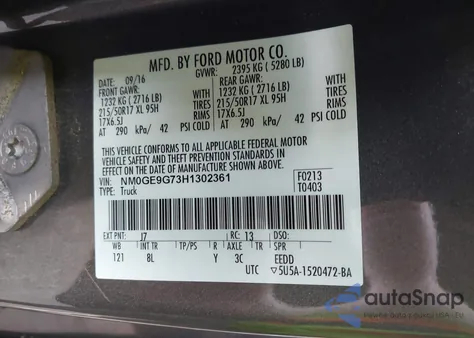 MFD. BY FORD MOTOR CO.
DATE: 09/16 GVWR: 2395 KG ( 5280 LB)
FRONT GAWR: REAR GAWR:
1232 KG ( 2716 LB) WITH 1232 KG ( 2716 LB) WITH
215/50R17 XL 95H TIRES 215/50R17 XL 95H TIRES
17X6.5J RIMS 17X6.5J RIMS
AT 290 kPa/ 42 PSI COLD AT 290 kPa/ 42 PSI COLD
THIS VEHICLE CONFORMS TO ALL APPLICABLE FEDERAL MOTOR
VEHICLE SAFETY AND THEFT PREVENTION STANDARDS IN EFFECT
ON THE DATE OF MANUFACTURE SHOWN ABOVE.
VIN: NM0GE9G73H1302361 F0213
TYPE: Truck T0403
EXT PNT: J7 RC: 13 DSO:
WB INT TR TP/PS R AXLE TR SPR
121 8L Y 3C EEDD
UTC ▽5U5A-1520472-BA
autoSnap